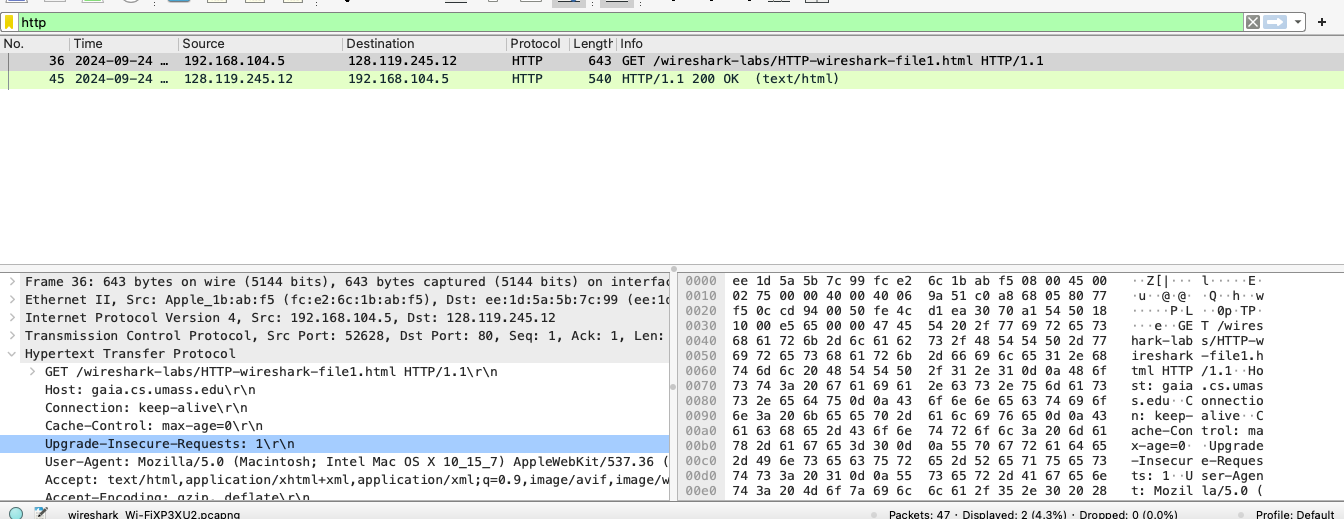 http
No. Time Source Destination Protocol Length Info
36 2024-09-24 … 192.168.104.5 128.119.245.12 HTTP 643 GET /wireshark-labs/HTTP-wireshark-file1.html HTTP/1.1
45 2024-09-24 … 128.119.245.12 192.168.104.5 HTTP 540 HTTP/1.1 200 OK (text/html)
Frame 36: 643 bytes on wire (5144 bits), 643 bytes captured (5144 bits) on interfac
Ethernet II, Src: Apple_1b:ab:f5 (fc:e2:6c:1b:ab:f5), Dst: ee:1d:5a:5b:7c:99 (ee:1d
Internet Protocol Version 4, Src: 192.168.104.5, Dst: 128.119.245.12
Transmission Control Protocol, Src Port: 52628, Dst Port: 80, Seq: 1, Ack: 1, Len:
Hypertext Transfer Protocol
GET /wireshark-labs/HTTP-wireshark-file1.html HTTP/1.1\r\n
Host: gaia.cs.umass.edu\r\n
Connection: keep-alive\r\n
Cache-Control: max-age=0\r\n
Upgrade-Insecure-Requests: 1\r\n
User-Agent: Mozilla/5.0 (Macintosh; Intel Mac OS X 10_15_7) AppleWebKit/537.36 (
Accept: text/html,application/xhtml+xml,application/xml;q=0.9,image/avif,image/w
Accept-Encoding: gzip, deflate\r\n
0000 ee 1d 5a 5b 7c 99 fc e2 6c 1b ab f5 08 00 45 00 ··Z[|··· l·····E·
0010 02 75 00 00 40 00 40 06 9a 51 c0 a8 68 05 80 77 ·u··@·@· ·Q··h··w
0020 f5 0c cd 94 00 50 fe 4c d1 ea 30 70 a1 54 50 18 ·····P·L ··0p·TP·
0030 10 00 e5 65 00 00 47 45 54 20 2f 77 69 72 65 73 ···e··GE T /wires
0040 68 61 72 6b 2d 6c 61 62 73 2f 48 54 54 50 2d 77 hark-lab s/HTTP-w
0050 69 72 65 73 68 61 72 6b 2d 66 69 6c 65 31 2e 68 ireshark -file1.h
0060 74 6d 6c 20 48 54 54 50 2f 31 2e 31 0d 0a 48 6f tml HTTP /1.1··Ho
0070 73 74 3a 20 67 61 69 61 2e 63 73 2e 75 6d 61 73 st: gaia .cs.umas
0080 73 2e 65 64 75 0d 0a 43 6f 6e 6e 65 63 74 69 6f s.edu··C onnectio
0090 6e 3a 20 6b 65 65 70 2d 61 6c 69 76 65 0d 0a 43 n: keep- alive··C
00a0 61 63 68 65 2d 43 6f 6e 74 72 6f 6c 3a 20 6d 61 ache-Con trol: ma
00b0 78 2d 61 67 65 3d 30 0d 0a 55 70 67 72 61 64 65 x-age=0· ·Upgrade
00c0 2d 49 6e 73 65 63 75 72 65 2d 52 65 71 75 65 73 -Insecur e-Reques
00d0 74 73 3a 20 31 0d 0a 55 73 65 72 2d 41 67 65 6e ts: 1··U ser-Agen
00e0 74 3a 20 4d 6f 7a 69 6c 6c 61 2f 35 2e 30 20 28 t: Mozil la/5.0 (
wireshark_Wi-FiXP3XU2.pcapng Packets: 47 · Displayed: 2 (4.3%) · Dropped: 0 (0.0%) Profile: Default